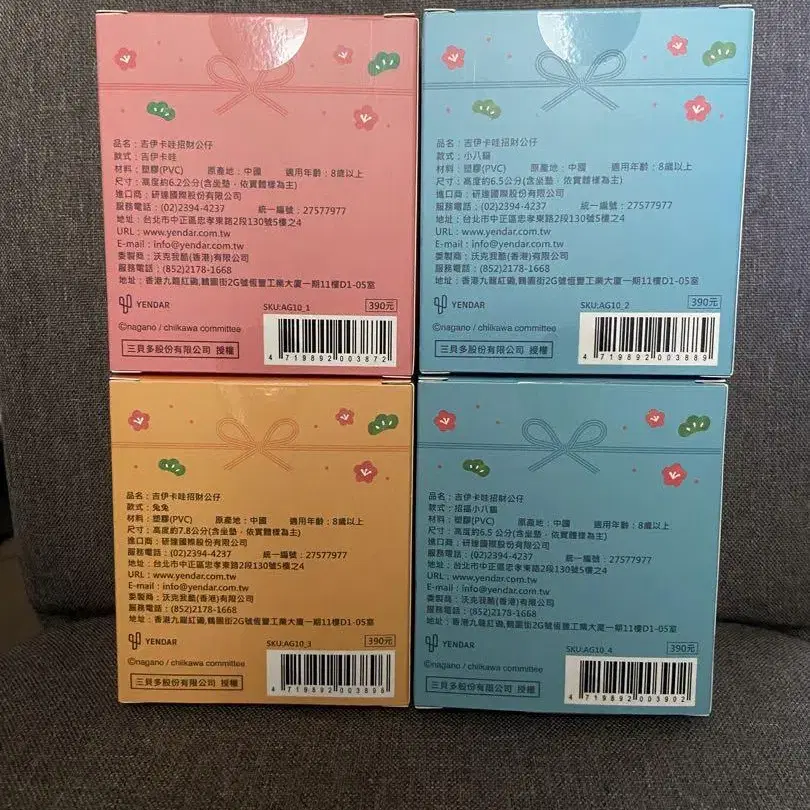 品名：吉伊卡哇招財公仔
款式：吉伊卡哇
材料：塑膠(PVC) 原產地：中國 適用年齡：8歲以上
尺寸：高度約6.2公分(含坐墊，依實體樣為主)
進口商：研達國際股份有限公司
服務電話：(02)2394-4237 統一編號：27577977
地址：台北市中正區忠孝東路2段130號5樓之4
URL：www.yendar.com.tw
E-mail：info@yendar.com.tw
委製商：沃克我酷(香港)有限公司
服務電話：(852)2178-1668
地址：香港九龍紅磡,鶴園街2G號恆豐工業大廈一期11樓D1-05室
YENDAR
SKU:AG10_1
390元
©nagano / chiikawa committee
三貝多股份有限公司 授權
4 719892 003872
品名：吉伊卡哇招財公仔
款式：小八貓
材料：塑膠(PVC) 原產地：中國 適用年齡：8歲以上
尺寸：高度約6.5公分(含坐墊，依實體樣為主)
進口商：研達國際股份有限公司
服務電話：(02)2394-4237 統一編號：27577977
地址：台北市中正區忠孝東路2段130號5樓之4
URL：www.yendar.com.tw
E-mail：info@yendar.com.tw
委製商：沃克我酷(香港)有限公司
服務電話：(852)2178-1668
地址：香港九龍紅磡,鶴園街2G號恆豐工業大廈一期11樓D1-05室
YENDAR
SKU:AG10_2
390元
©nagano / chiikawa committee
三貝多股份有限公司 授權
4 719892 003889
品名：吉伊卡哇招財公仔
款式：兔兔
材料：塑膠(PVC) 原產地：中國 適用年齡：8歲以上
尺寸：高度約7.8公分(含坐墊，依實體樣為主)
進口商：研達國際股份有限公司
服務電話：(02)2394-4237 統一編號：27577977
地址：台北市中正區忠孝東路2段130號5樓之4
URL：www.yendar.com.tw
E-mail：info@yendar.com.tw
委製商：沃克我酷(香港)有限公司
服務電話：(852)2178-1668
地址：香港九龍紅磡,鶴園街2G號恆豐工業大廈一期11樓D1-05室
YENDAR
SKU:AG10_3
390元
©nagano / chiikawa committee
三貝多股份有限公司 授權
4 719892 003896
品名：吉伊卡哇招財公仔
款式：招福小八貓
材料：塑膠(PVC) 原產地：中國 適用年齡：8歲以上
尺寸：高度約6.5公分(含坐墊，依實體樣為主)
進口商：研達國際股份有限公司
服務電話：(02)2394-4237 統一編號：27577977
地址：台北市中正區忠孝東路2段130號5樓之4
URL：www.yendar.com.tw
E-mail：info@yendar.com.tw
委製商：沃克我酷(香港)有限公司
服務電話：(852)2178-1668
地址：香港九龍紅磡,鶴園街2G號恆豐工業大廈一期11樓D1-05室
YENDAR
SKU:AG10_4
390元
©nagano / chiikawa committee
三貝多股份有限公司 授權
4 719892 003902